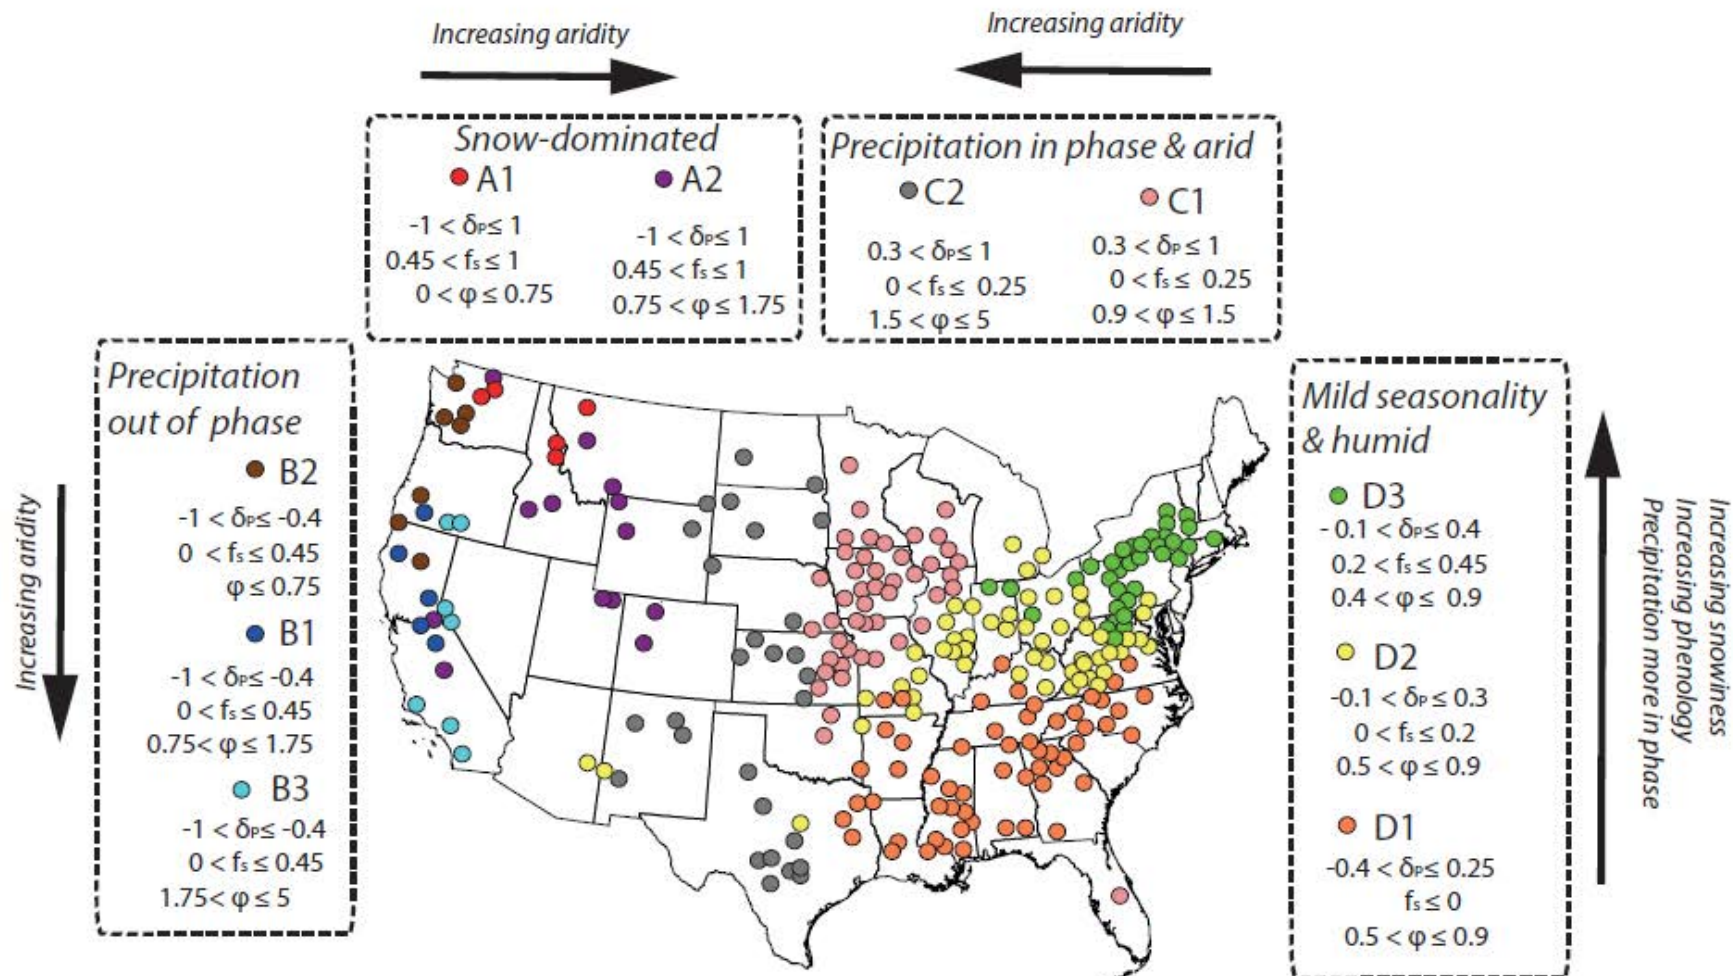 Increasing aridity
Increasing aridity
Snow-dominated
A1
-1 < δP ≤ 1
0.45 < fs ≤ 1
0 < φ ≤ 0.75
A2
-1 < δP ≤ 1
0.45 < fs ≤ 1
0.75 < φ ≤ 1.75
Precipitation in phase & arid
C2
0.3 < δP ≤ 1
0 < fs ≤ 0.25
1.5 < φ ≤ 5
C1
0.3 < δP ≤ 1
0 < fs ≤ 0.25
0.9 < φ ≤ 1.5
Increasing aridity
Precipitation
out of phase
B2
-1 < δP ≤ -0.4
0 < fs ≤ 0.45
φ ≤ 0.75
B1
-1 < δP ≤ -0.4
0 < fs ≤ 0.45
0.75 < φ ≤ 1.75
B3
-1 < δP ≤ -0.4
0 < fs ≤ 0.45
1.75 < φ ≤ 5
Mild seasonality
& humid
D3
-0.1 < δP ≤ 0.4
0.2 < fs ≤ 0.45
0.4 < φ ≤ 0.9
D2
-0.1 < δP ≤ 0.3
0 < fs ≤ 0.2
0.5 < φ ≤ 0.9
D1
-0.4 < δP ≤ 0.25
fs ≤ 0
0.5 < φ ≤ 0.9
Increasing snowiness
Increasing phenology
Precipitation more in phase